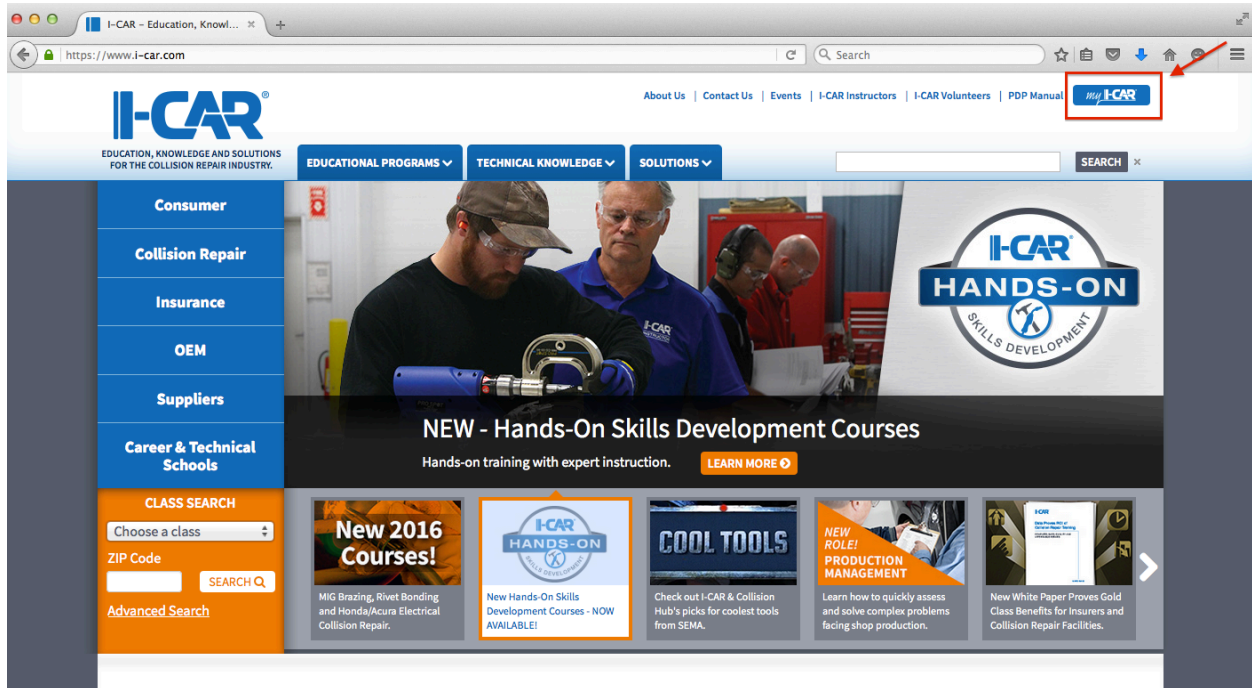 I-CAR – Education, Knowl...
https://www.i-car.com
Search
I-CAR®
EDUCATION, KNOWLEDGE AND SOLUTIONS
FOR THE COLLISION REPAIR INDUSTRY.
About Us | Contact Us | Events | I-CAR Instructors | I-CAR Volunteers | PDP Manual
my I-CAR
EDUCATIONAL PROGRAMS
TECHNICAL KNOWLEDGE
SOLUTIONS
SEARCH ×
Consumer
Collision Repair
Insurance
OEM
Suppliers
Career & Technical
Schools
I-CAR
INSTRUCTOR
I-CAR
HANDS-ON
SKILLS DEVELOPMENT
NEW - Hands-On Skills Development Courses
Hands-on training with expert instruction.
LEARN MORE
CLASS SEARCH
Choose a class
ZIP Code
SEARCH
Advanced Search
New 2016
Courses!
MIG Brazing, Rivet Bonding
and Honda/Acura Electrical
Collision Repair.
I-CAR
HANDS-ON
SKILLS DEVELOPMENT
New Hands-On Skills
Development Courses - NOW
AVAILABLE!
COOL TOOLS
Check out I-CAR & Collision
Hub's picks for coolest tools
from SEMA.
NEW
ROLE!
PRODUCTION
MANAGEMENT
Learn how to quickly assess
and solve complex problems
facing shop production.
I-CAR
New White Paper Proves Gold
Class Benefits for Insurers and
Collision Repair Facilities.